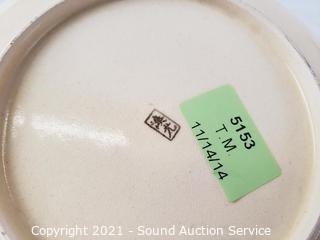 5153
T.M.
11/14/14
Copyright 2021 - Sound Auction Service